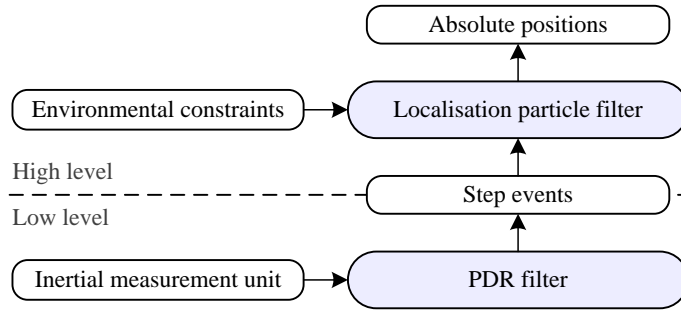 Absolute positions
Environmental constraints
Localisation particle filter
High level
Step events
Low level
Inertial measurement unit
PDR filter